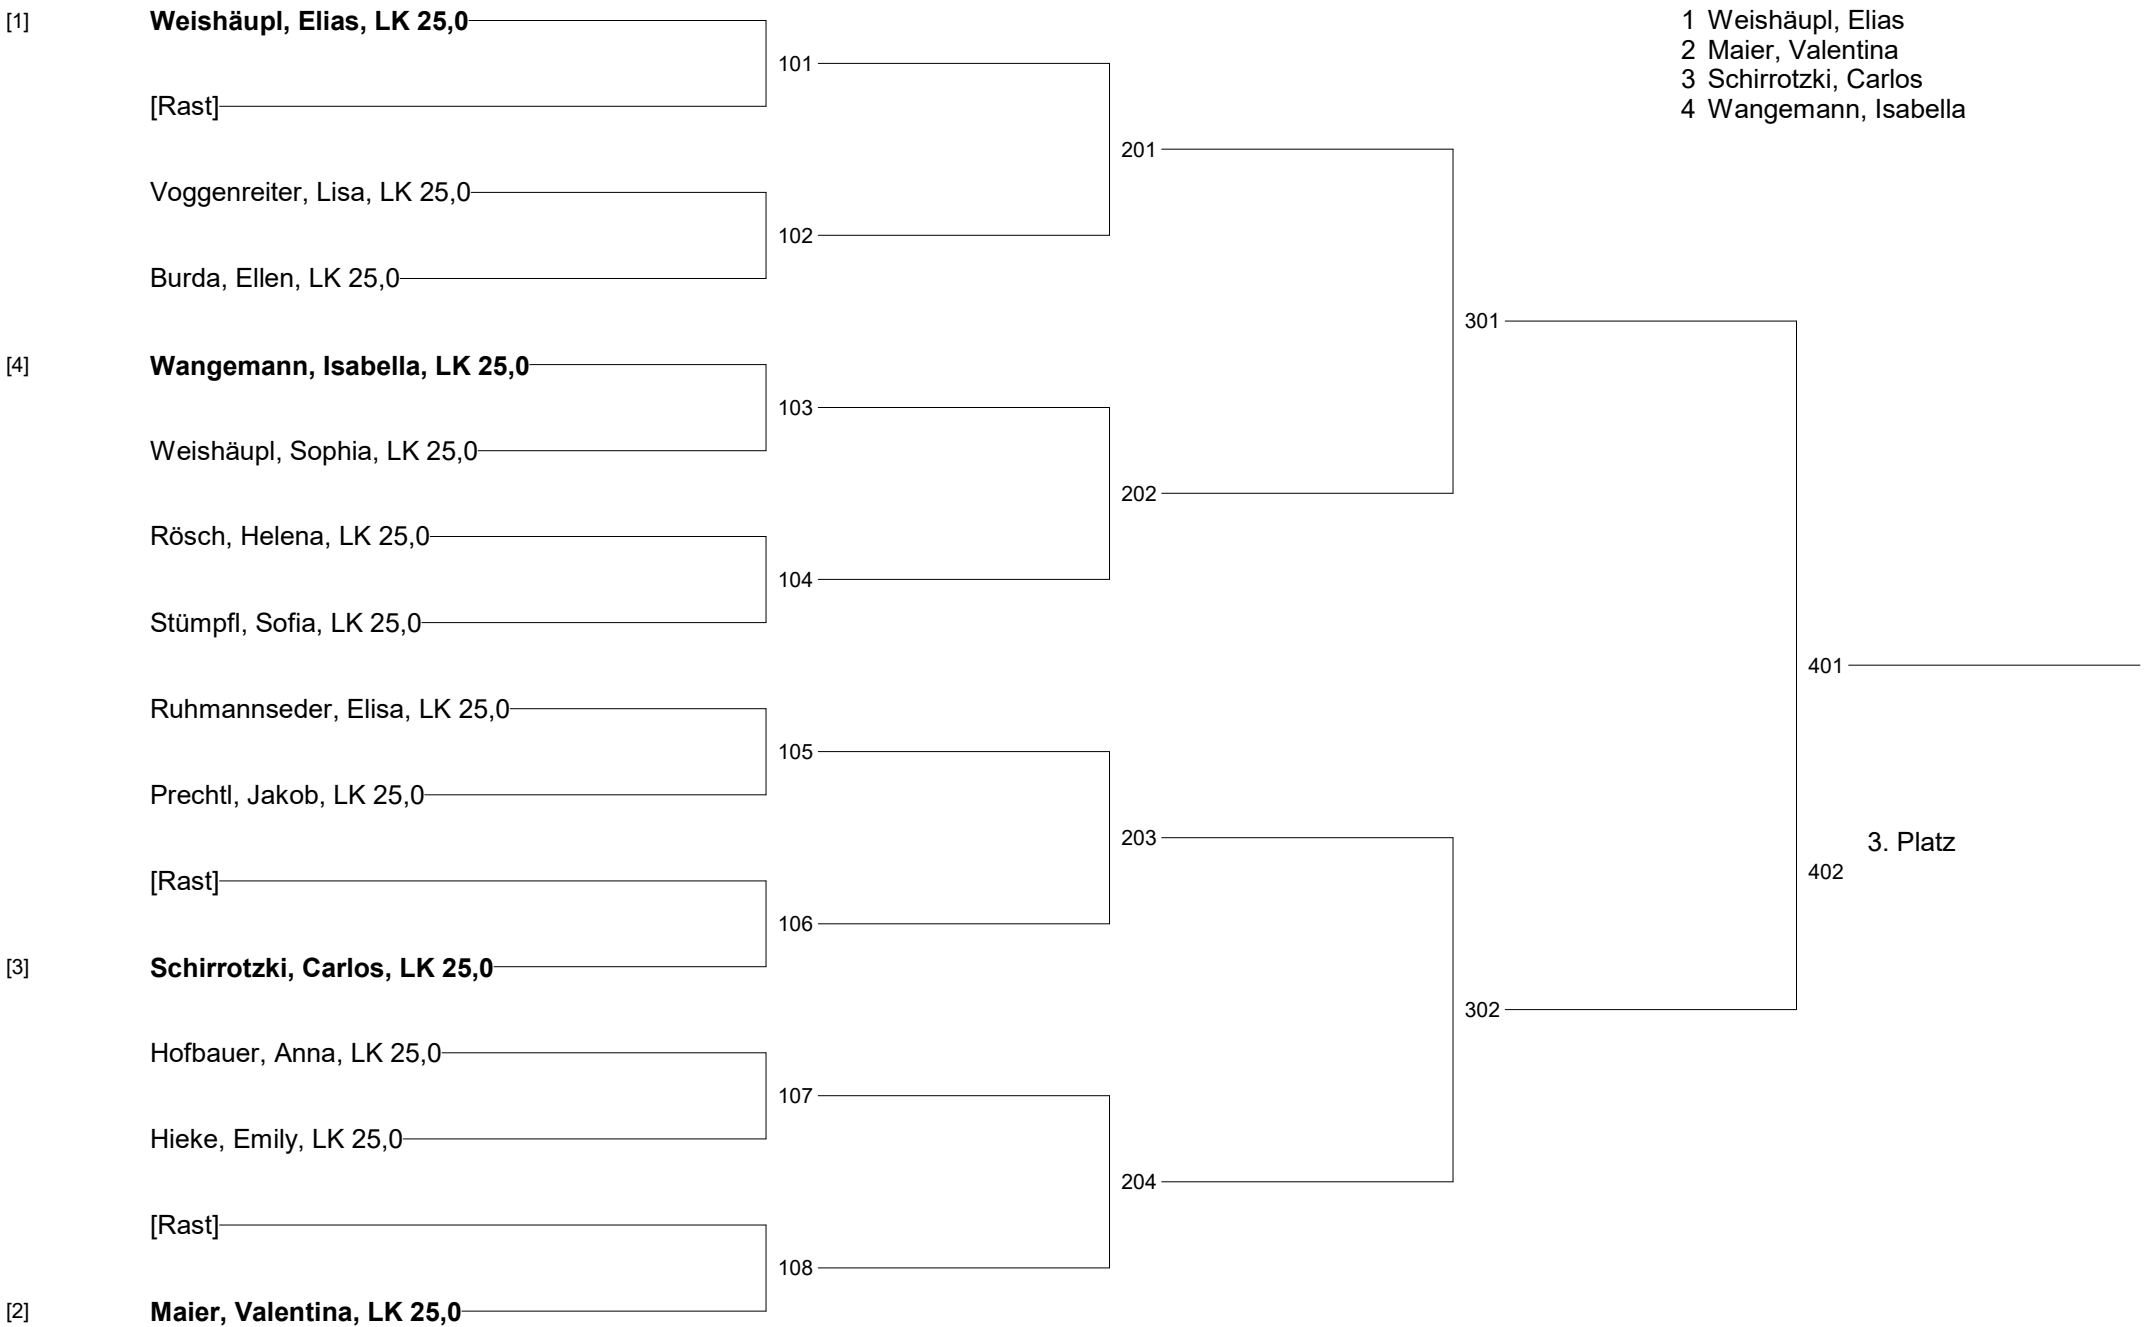 [1] Weishäupl, Elias, LK 25,0
1 Weishäupl, Elias
2 Maier, Valentina
3 Schirrotzki, Carlos
4 Wangemann, Isabella
101
[Rast]
201
Voggenreiter, Lisa, LK 25,0
102
Burda, Ellen, LK 25,0
301
[4] Wangemann, Isabella, LK 25,0
103
Weishäupl, Sophia, LK 25,0
202
Rösch, Helena, LK 25,0
104
Stümpfl, Sofia, LK 25,0
401
Ruhmannseder, Elisa, LK 25,0
105
Prechtl, Jakob, LK 25,0
203
3. Platz
402
[Rast]
106
[3] Schirrotzki, Carlos, LK 25,0
302
Hofbauer, Anna, LK 25,0
107
Hieke, Emily, LK 25,0
204
[Rast]
108
[2] Maier, Valentina, LK 25,0